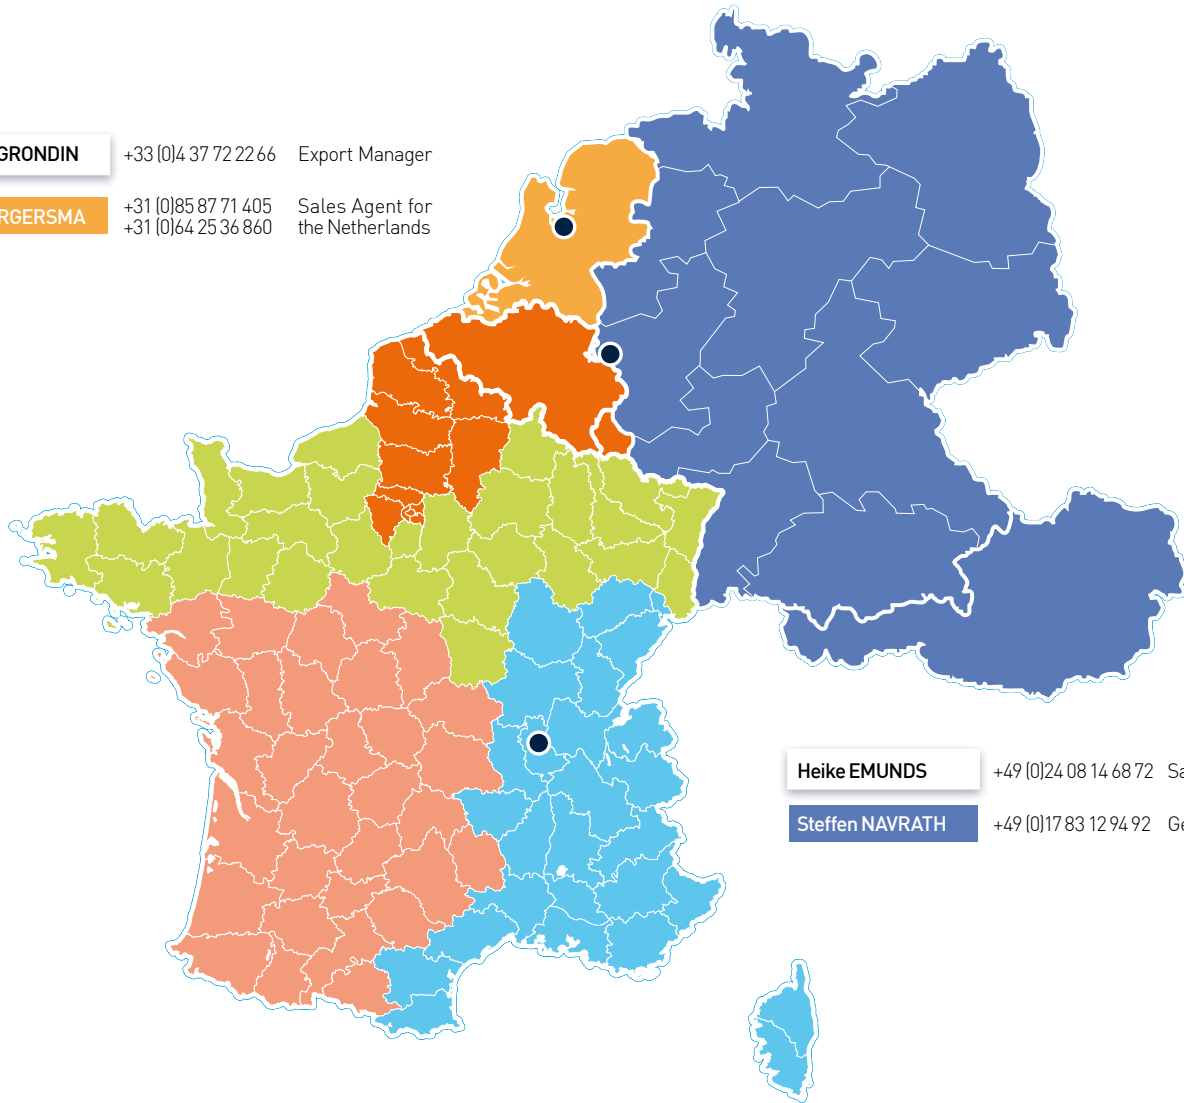 GRONDIN +33 (0)4 37 72 22 66 Export Manager
RGERSMA +31 (0)85 87 71 405 Sales Agent for
+31 (0)64 25 36 860 the Netherlands
Heike EMUNDS +49 (0)24 08 14 68 72 Sa
Steffen NAVRATH +49 (0)17 83 12 94 92 Ge